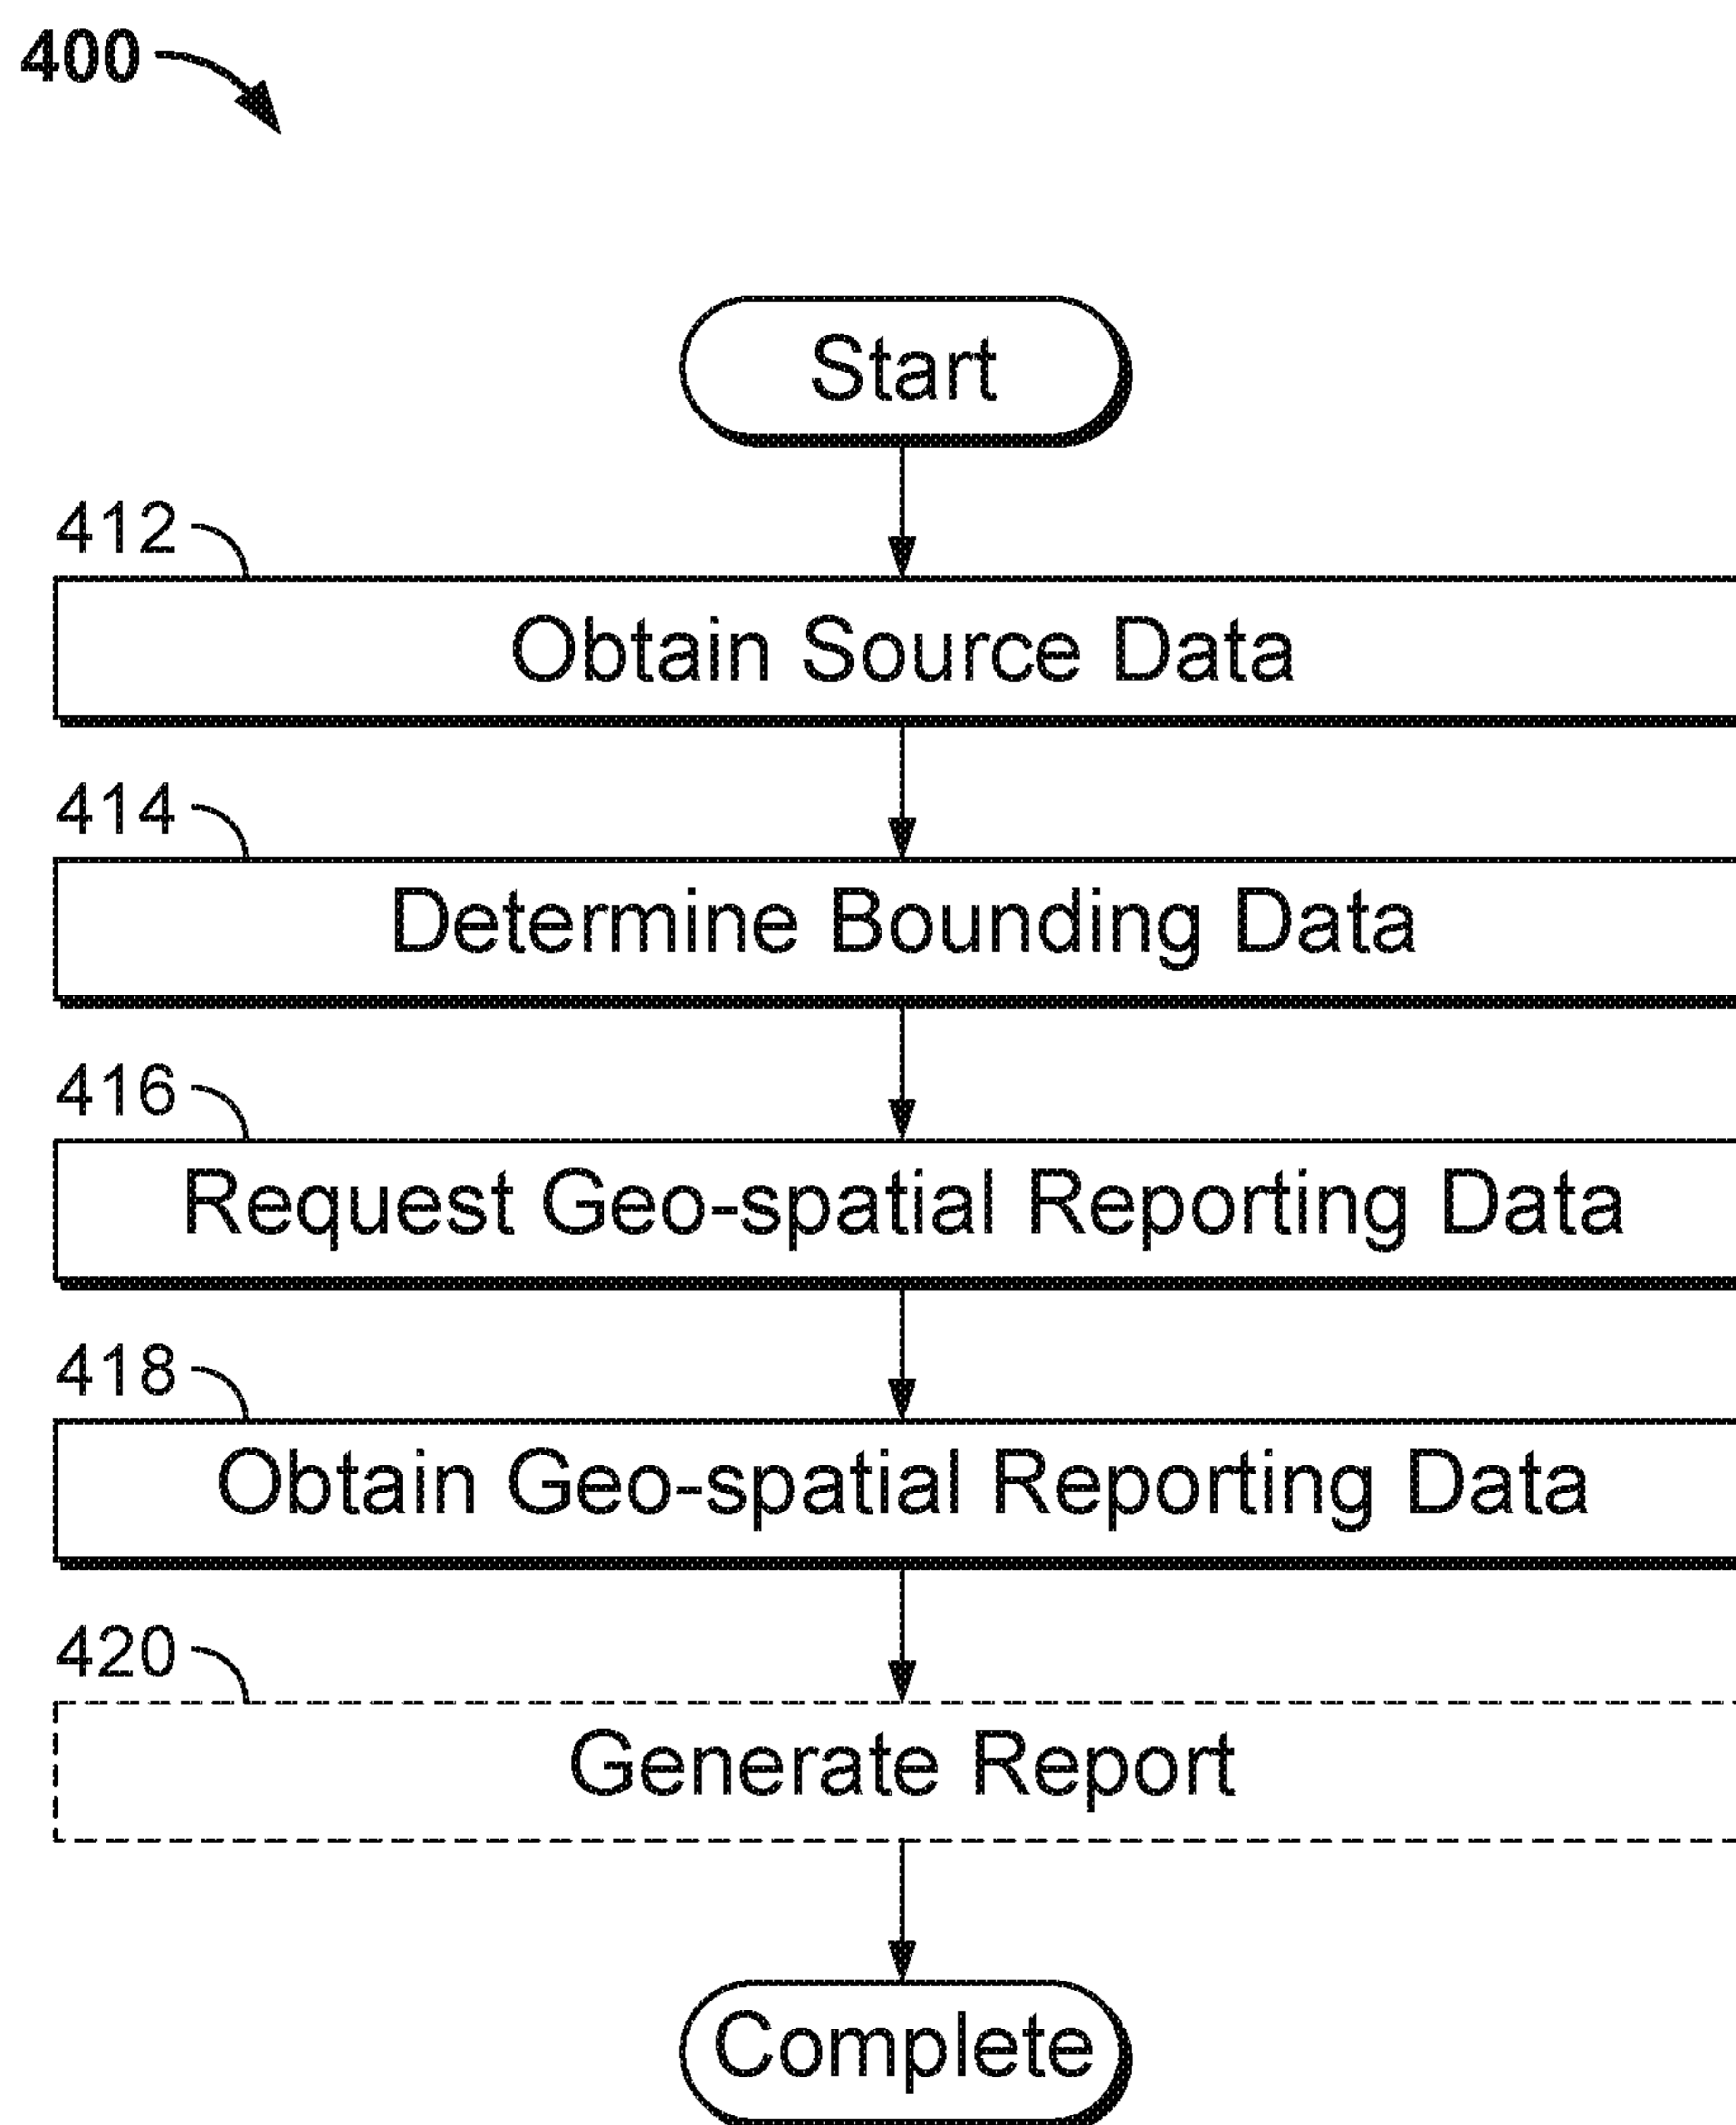 400
Start
412
Obtain Source Data
414
Determine Bounding Data
416
Request Geo-spatial Reporting Data
418
Obtain Geo-spatial Reporting Data
420
Generate Report
Complete